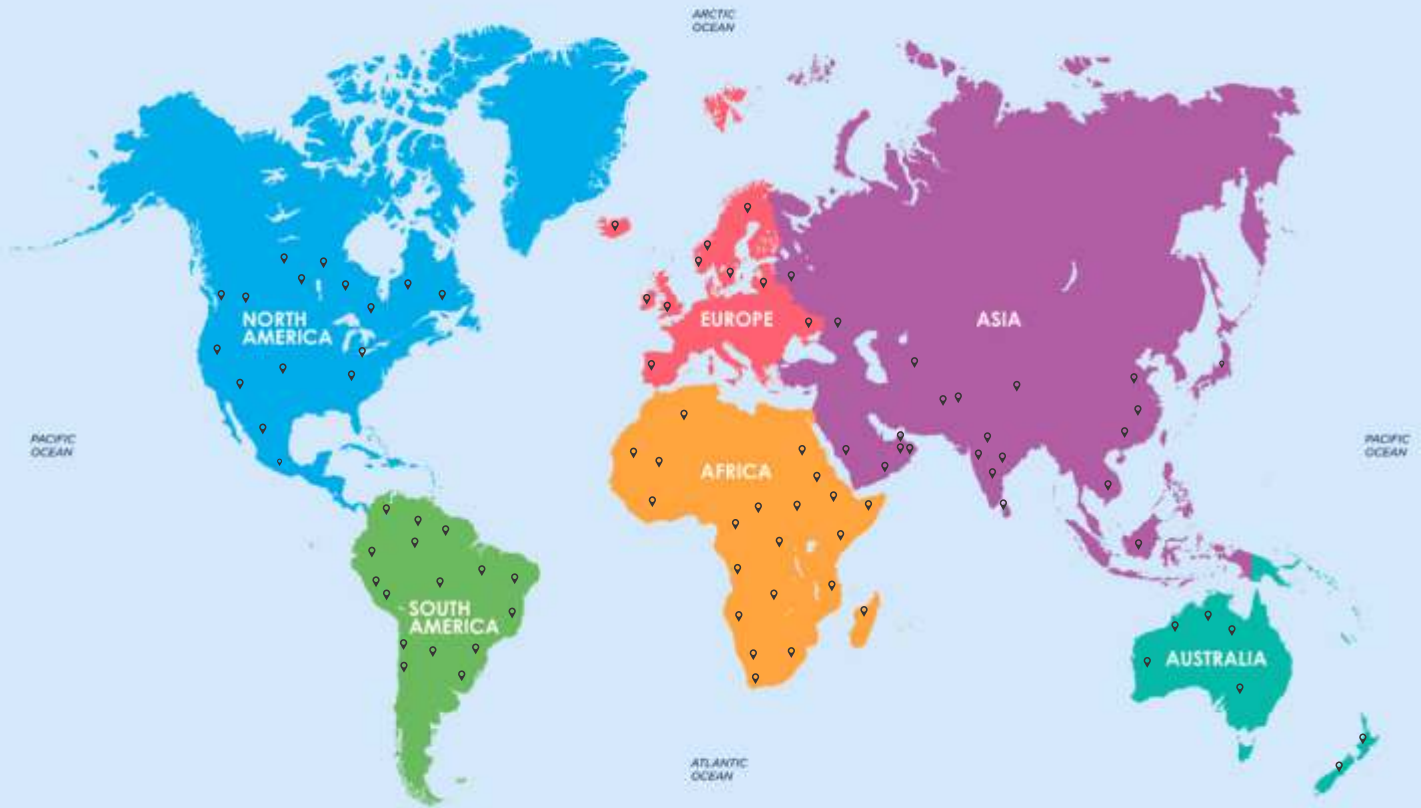 ARCTIC
OCEAN
NORTH
AMERICA
EUROPE
ASIA
PACIFIC
OCEAN
PACIFIC
OCEAN
AFRICA
SOUTH
AMERICA
AUSTRALIA
ATLANTIC
OCEAN